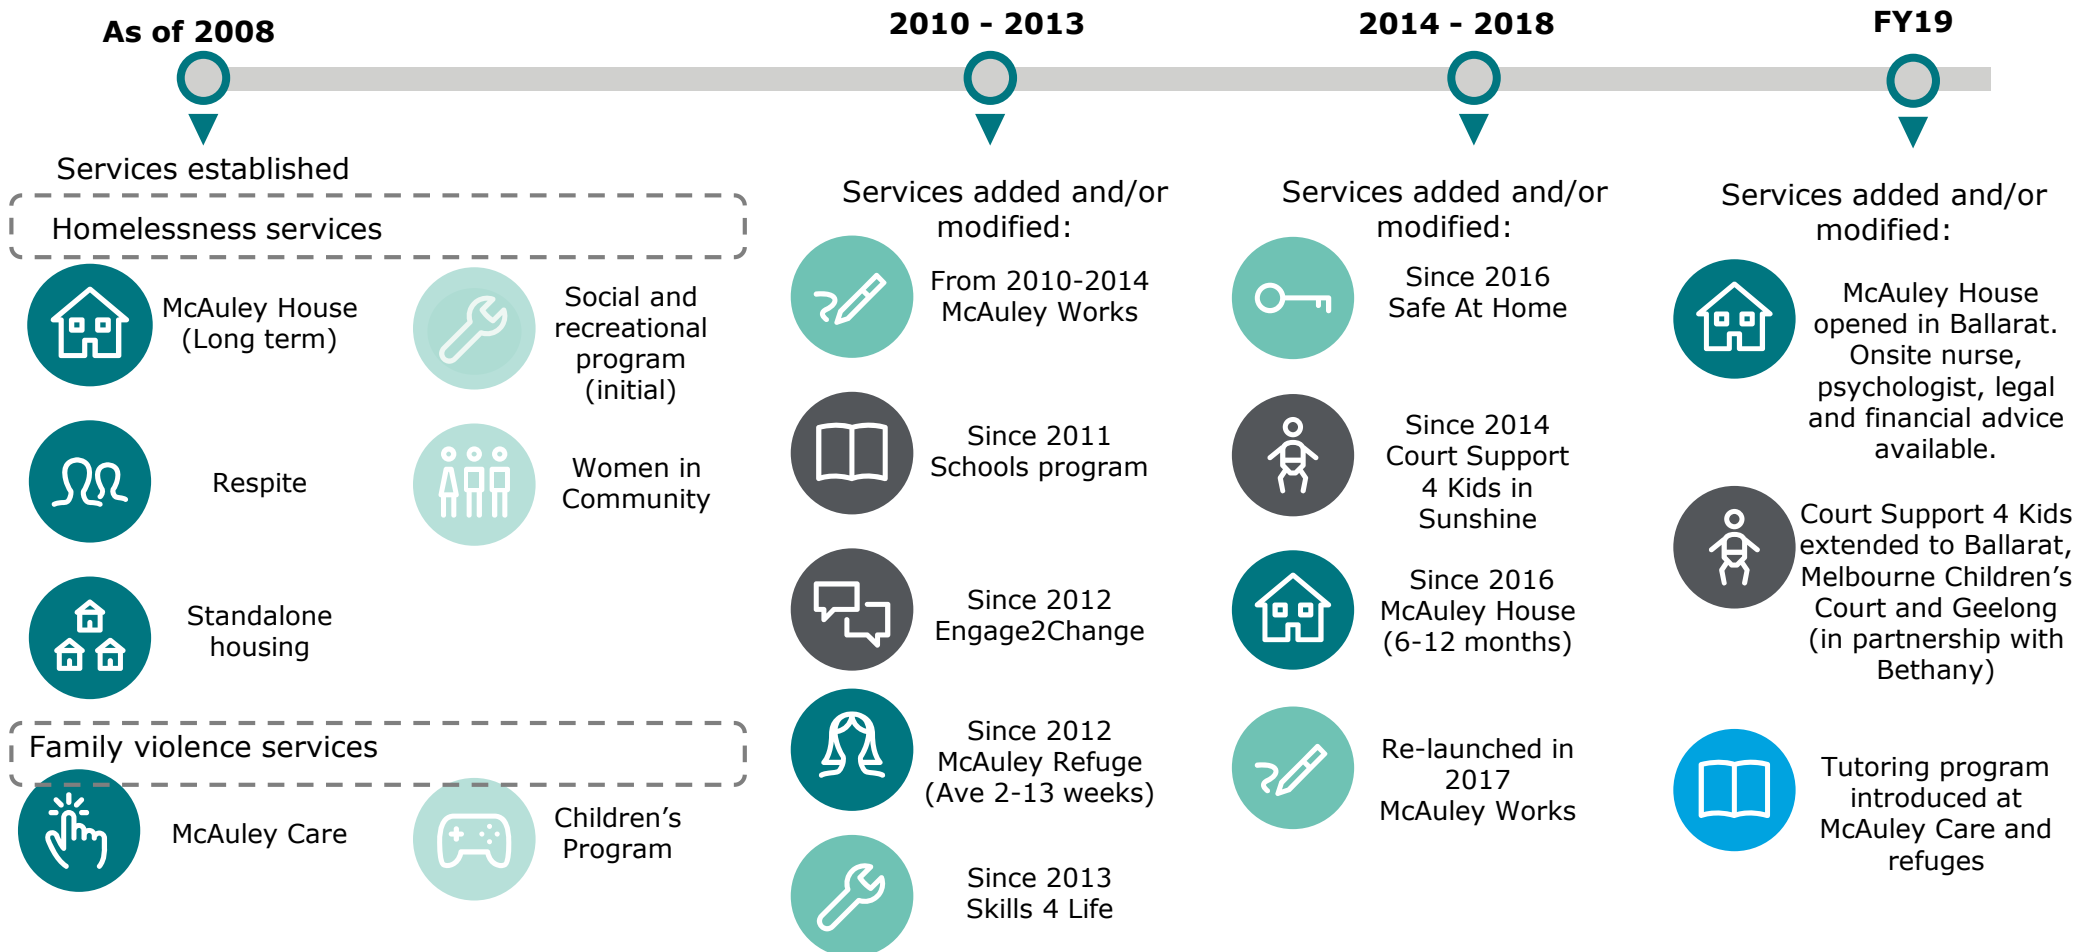 As of 2008
Services established
Homelessness services
McAuley House
(Long term)
Social and
recreational
program
(initial)
Respite
Women in
Community
Standalone
housing
Family violence services
McAuley Care
Children’s
Program
2010 - 2013
Services added and/or
modified:
From 2010-2014
McAuley Works
Since 2011
Schools program
Since 2012
Engage2Change
Since 2012
McAuley Refuge
(Ave 2-13 weeks)
Since 2013
Skills 4 Life
2014 - 2018
Services added and/or
modified:
Since 2016
Safe At Home
Since 2014
Court Support
4 Kids in
Sunshine
Since 2016
McAuley House
(6-12 months)
Re-launched in
2017
McAuley Works
FY19
Services added and/or
modified:
McAuley House
opened in Ballarat.
Onsite nurse,
psychologist, legal
and financial advice
available.
Court Support 4 Kids
extended to Ballarat,
Melbourne Children’s
Court and Geelong
(in partnership with
Bethany)
Tutoring program
introduced at
McAuley Care and
refuges